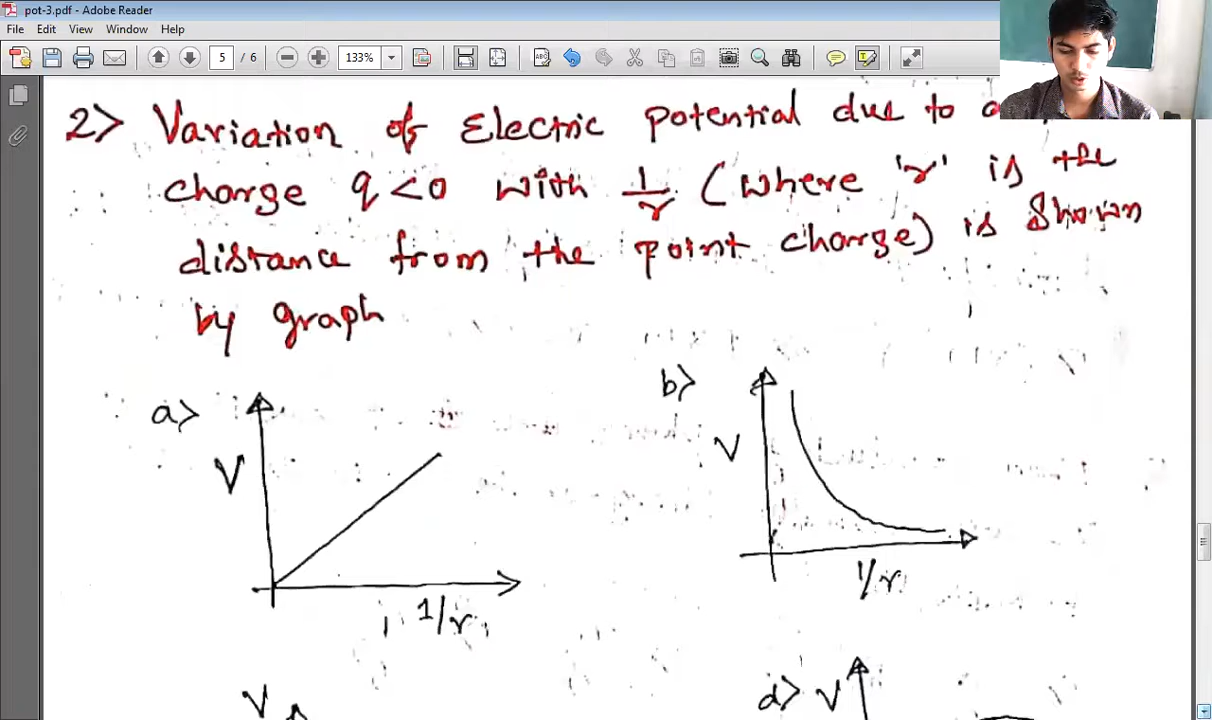 pot-3.pdf - Adobe Reader
File Edit View Window Help
5 / 6 133%
2> Variation of Electric potential due to a
charge q<0 with 1/r (where 'r' is the
distance from the point charge) is shown
by graph
a> b>
V V
1/r 1/r
V d> V